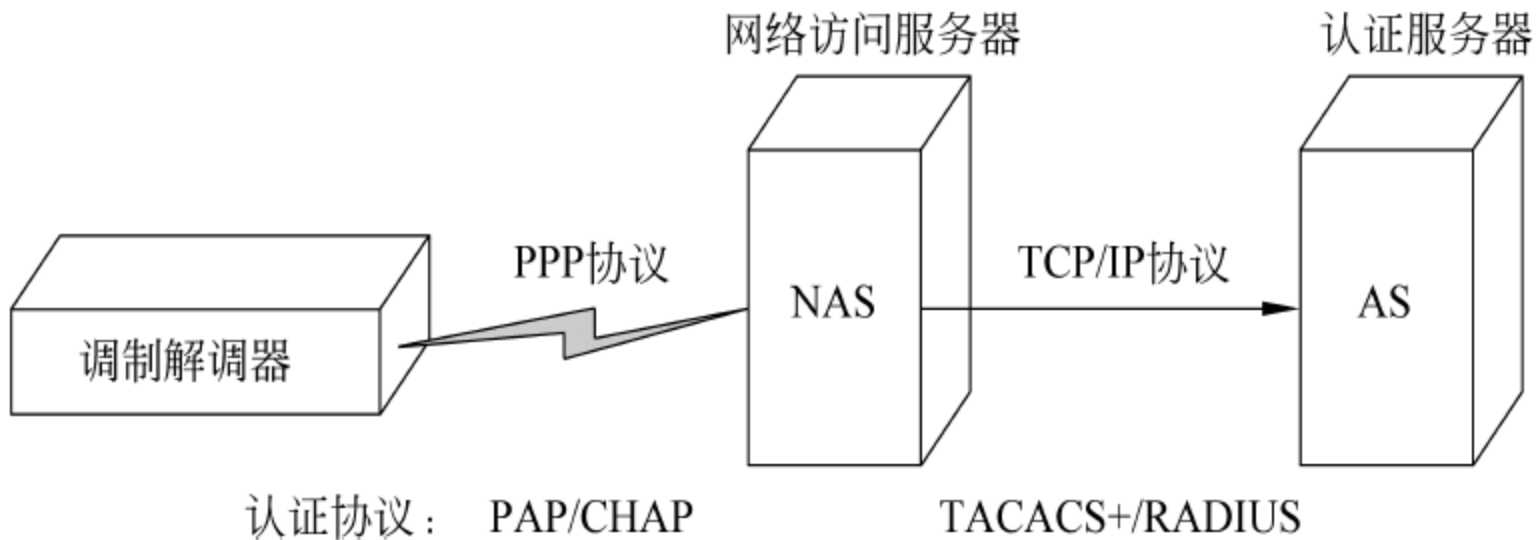 网络访问服务器
认证服务器
PPP协议
TCP/IP协议
NAS
AS
调制解调器
认证协议： PAP/CHAP
TACACS+/RADIUS